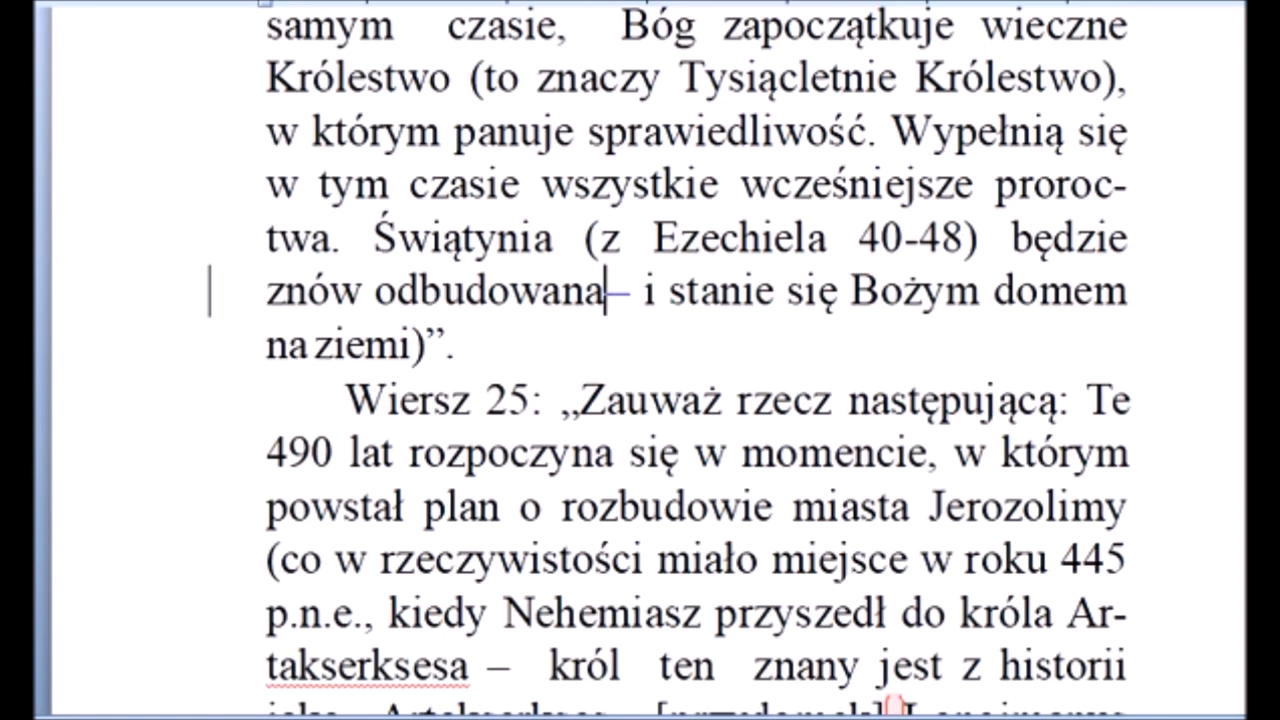 samym czasie, Bóg zapoczątkuje wieczne
Królestwo (to znaczy Tysiącletnie Królestwo),
w którym panuje sprawiedliwość. Wypełnią się
w tym czasie wszystkie wcześniejsze proroc-
twa. Świątynia (z Ezechiela 40-48) będzie
znów odbudowana– i stanie się Bożym domem
na ziemi)”.
Wiersz 25: „Zauważ rzecz następującą: Te
490 lat rozpoczyna się w momencie, w którym
powstał plan o rozbudowie miasta Jerozolimy
(co w rzeczywistości miało miejsce w roku 445
p.n.e., kiedy Nehemiasz przyszedł do króla Ar-
takserksesa – król ten znany jest z historii